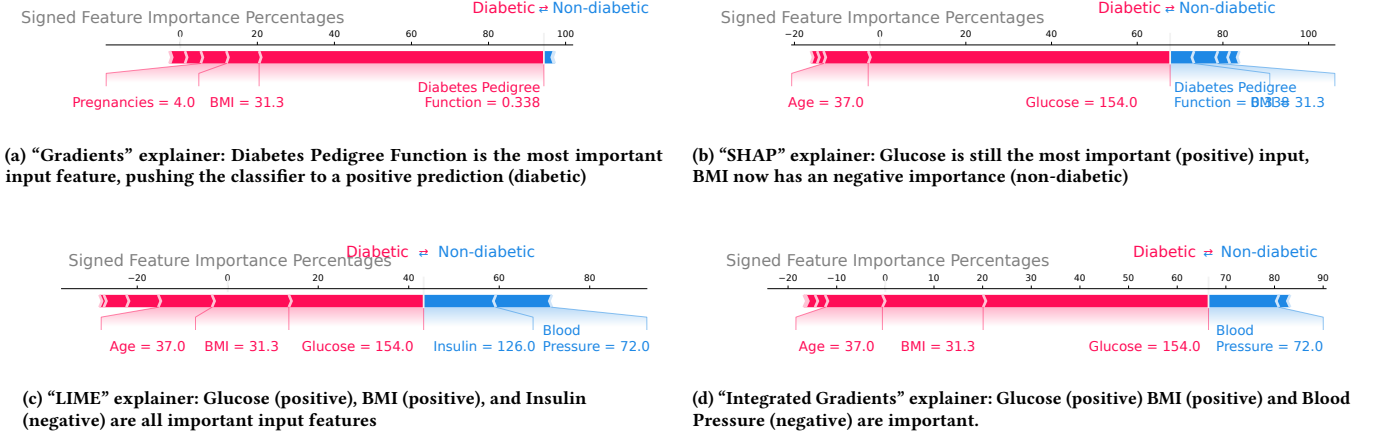 Diabetic ⇄ Non-diabetic
Signed Feature Importance Percentages
0 20 40 60 80 100
Diabetes Pedigree
Pregnancies = 4.0 BMI = 31.3 Function = 0.338
(a) “Gradients” explainer: Diabetes Pedigree Function is the most important
input feature, pushing the classifier to a positive prediction (diabetic)
Diabetic ⇄ Non-diabetic
Signed Feature Importance Percentages
−20 0 20 40 60 80 100
Diabetes Pedigree
Age = 37.0 Glucose = 154.0 Function = 0.338 BMI = 31.3
(b) “SHAP” explainer: Glucose is still the most important (positive) input,
BMI now has an negative importance (non-diabetic)
Diabetic ⇄ Non-diabetic
Signed Feature Importance Percentages
−20 0 20 40 60 80
Blood
Age = 37.0 BMI = 31.3 Glucose = 154.0 Insulin = 126.0 Pressure = 72.0
(c) “LIME” explainer: Glucose (positive), BMI (positive), and Insulin
(negative) are all important input features
Diabetic ⇄ Non-diabetic
Signed Feature Importance Percentages
−20 −10 0 10 20 30 40 50 60 70 80 90
Blood
Age = 37.0 BMI = 31.3 Glucose = 154.0 Pressure = 72.0
(d) “Integrated Gradients” explainer: Glucose (positive) BMI (positive) and Blood
Pressure (negative) are important.